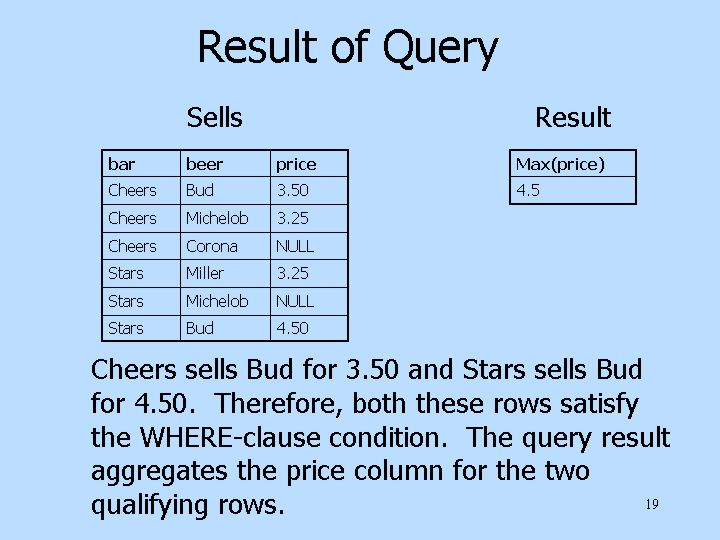 Result of Query
Sells Result
bar beer price Max(price)
Cheers Bud 3.50 4.5
Cheers Michelob 3.25
Cheers Corona NULL
Stars Miller 3.25
Stars Michelob NULL
Stars Bud 4.50
Cheers sells Bud for 3.50 and Stars sells Bud
for 4.50. Therefore, both these rows satisfy
the WHERE-clause condition. The query result
aggregates the price column for the two
qualifying rows.
19